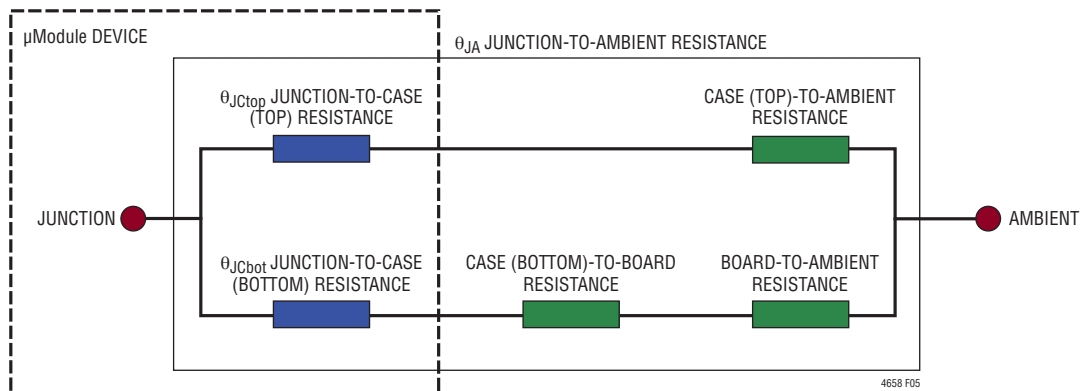 µModule DEVICE
θJA JUNCTION-TO-AMBIENT RESISTANCE
θJCtop JUNCTION-TO-CASE
(TOP) RESISTANCE
CASE (TOP)-TO-AMBIENT
RESISTANCE
JUNCTION
AMBIENT
θJCbot JUNCTION-TO-CASE
(BOTTOM) RESISTANCE
CASE (BOTTOM)-TO-BOARD
RESISTANCE
BOARD-TO-AMBIENT
RESISTANCE
4658 F05